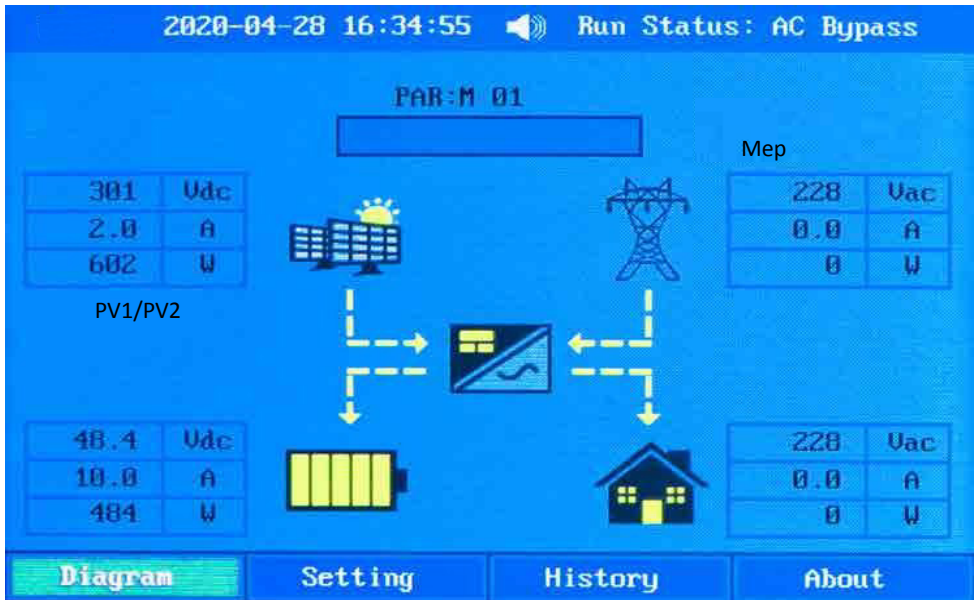 2020-04-28 16:34:55 Run Status: AC Bypass
PAR:M 01
Mep
301 Vdc
2.0 A
602 W
PV1/PV2
228 Vac
0.0 A
0 W
48.4 Vdc
10.0 A
484 W
228 Vac
0.0 A
0 W
Diagram Setting History About